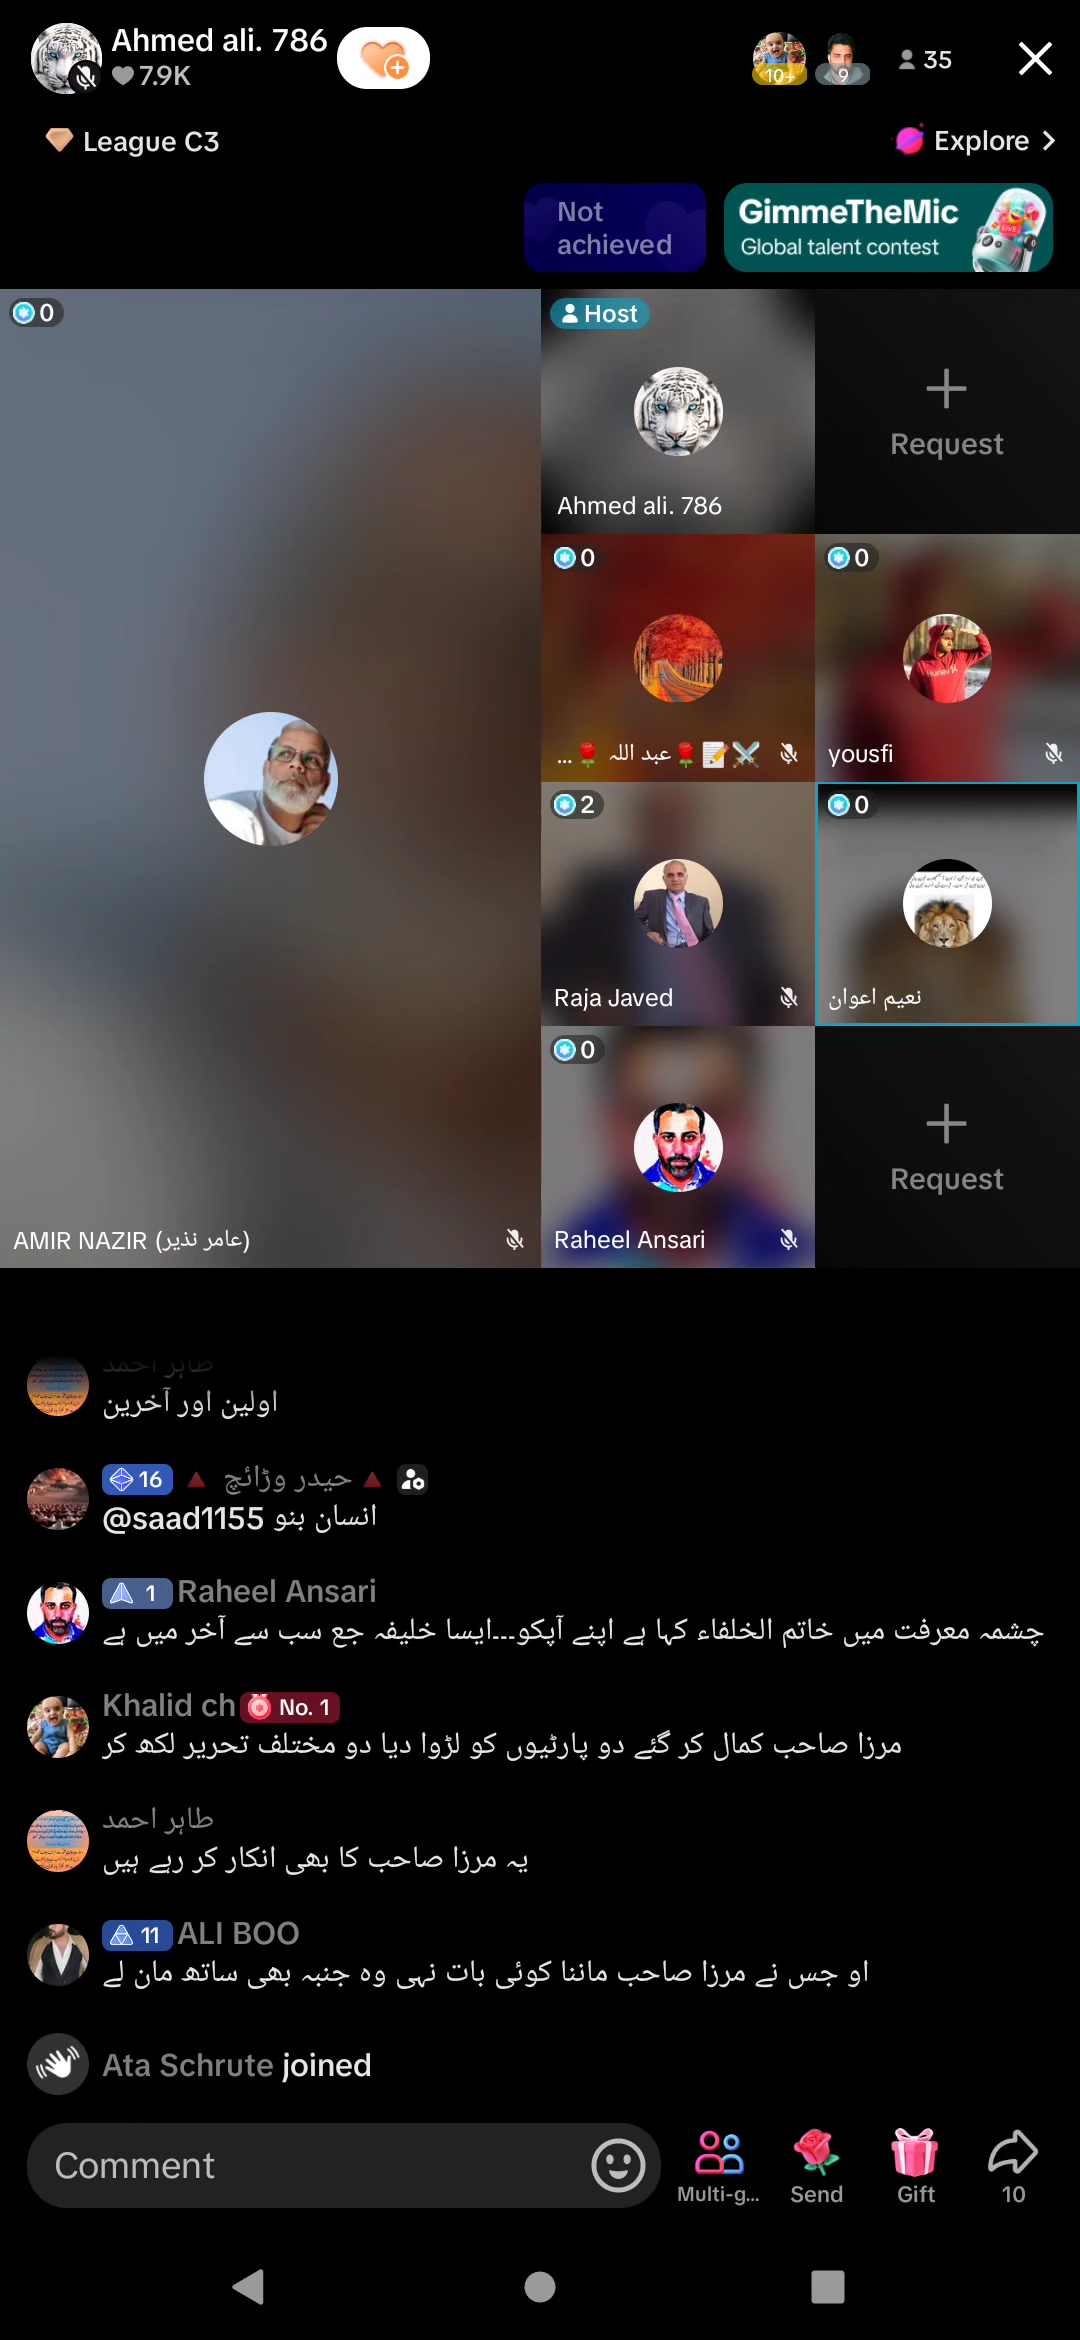 Ahmed ali. 786
7.9K
10+
9
35
League C3
Explore
Not
achieved
GimmeTheMic
Global talent contest
LIVE
0
Host
Ahmed ali. 786
Request
0
... 🌹 عبد اللہ 🌹📝⚔️
0
yousfi
2
Raja Javed
0
نعیم اعوان
0
Raheel Ansari
Request
AMIR NAZIR (عامر نذیر)
طاہر احمد
اولین اور آخرین
16 🔺 حیدر وڑائچ 🔺
@saad1155 انسان بنو
1 Raheel Ansari
چشمہ معرفت میں خاتم الخلفاء کہا ہے اپنے آپکو---ایسا خلیفہ جع سب سے آخر میں ہے
Khalid ch No. 1
مرزا صاحب کمال کر گئے دو پارٹیوں کو لڑوا دیا دو مختلف تحریر لکھ کر
طاہر احمد
یہ مرزا صاحب کا بھی انکار کر رہے ہیں
11 ALI BOO
او جس نے مرزا صاحب ماننا کوئی بات نہی وہ جنبہ بھی ساتھ مان لے
Ata Schrute joined
Comment
Multi-g...
Send
Gift
10